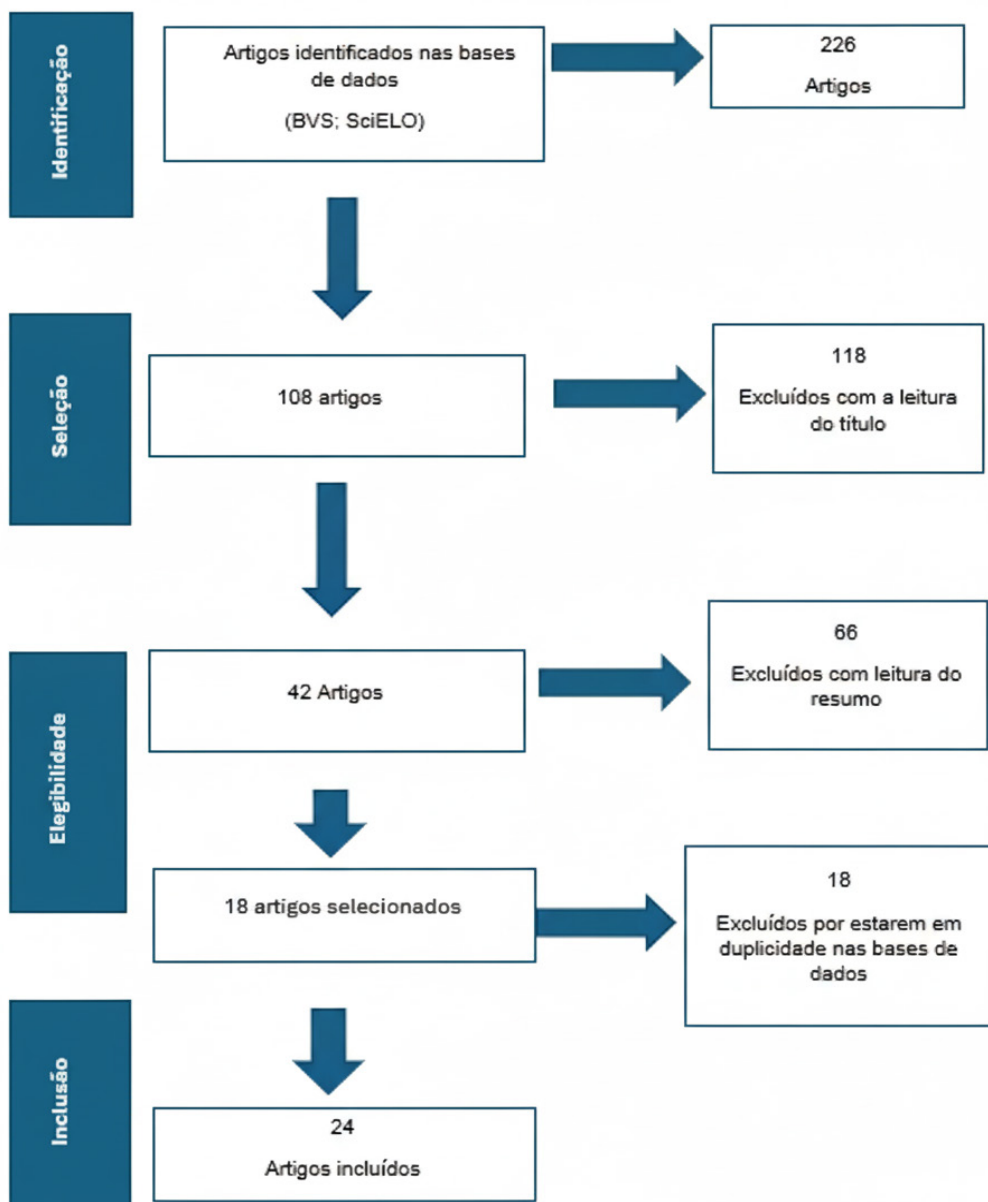 Identificação
Artigos identificados nas bases
de dados
(BVS; SciELO)
226
Artigos
Seleção
108 artigos
118
Excluídos com a leitura
do título
Elegibilidade
42 Artigos
66
Excluídos com leitura do
resumo
18 artigos selecionados
18
Excluídos por estarem em
duplicidade nas bases de
dados
Inclusão
24
Artigos incluídos